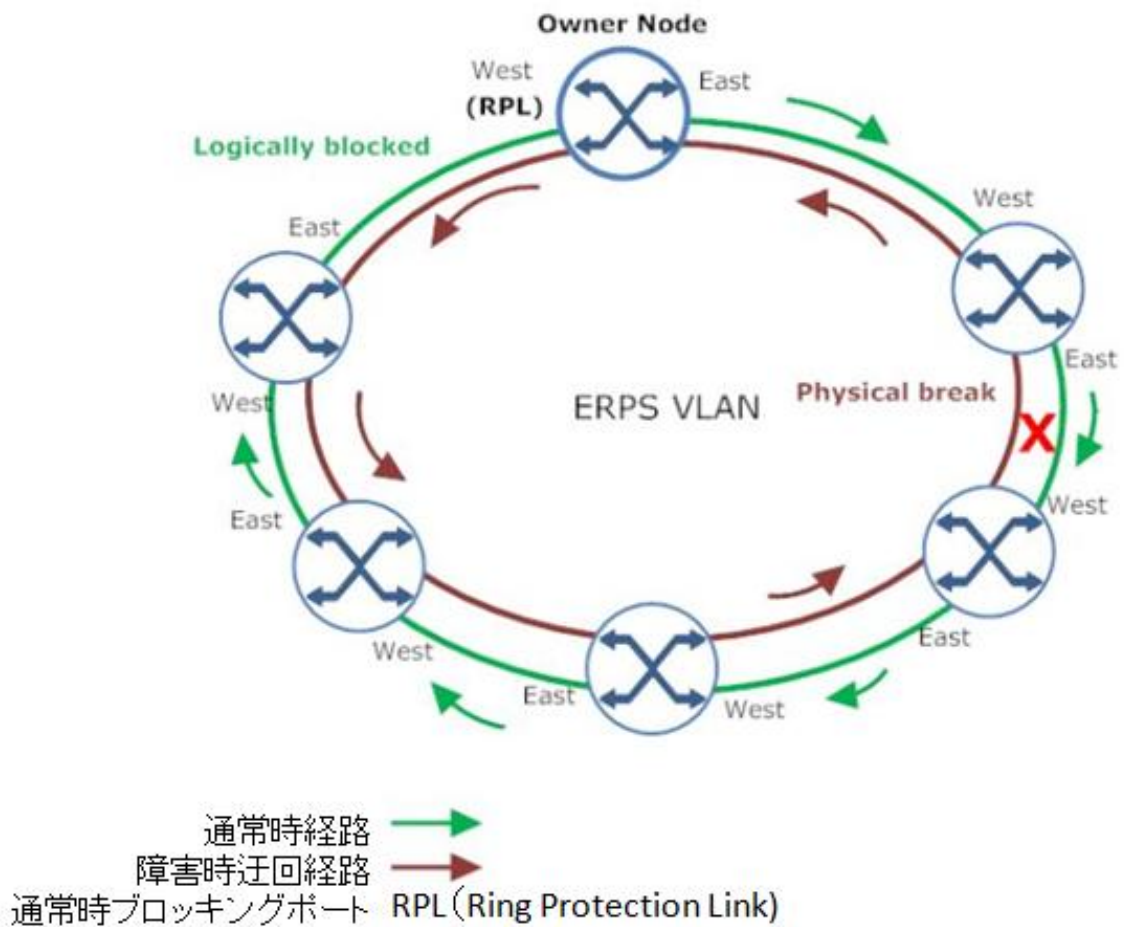 Owner Node
West
(RPL)
East
Logically blocked
West
East
East
Physical break
ERPS VLAN
West
West
East
West
East
East
West
通常時経路
障害時迂回経路
通常時ブロッキングポート RPL(Ring Protection Link)